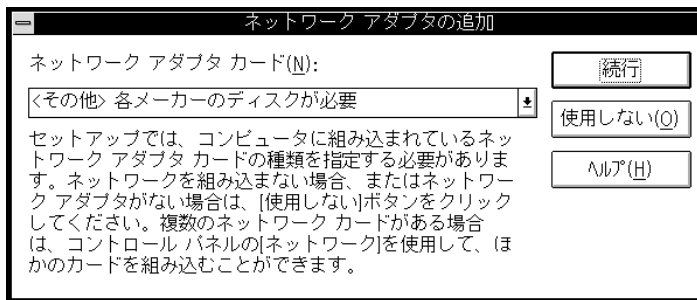 ネットワーク アダプタの追加
ネットワーク アダプタ カード(N):
続行
<その他> 各メーカーのディスクが必要
使用しない(O)
セットアップでは、コンピュータに組み込まれているネッ
トワーク アダプタ カードの種類を指定する必要がありま
す。ネットワークを組み込まない場合、またはネットワー
ク アダプタがない場合は、[使用しない]ボタンをクリック
してください。複数のネットワーク カードがある場合
は、コントロール パネルの[ネットワーク]を使用して、ほ
かのカードを組み込むことができます。
ヘルプ(H)